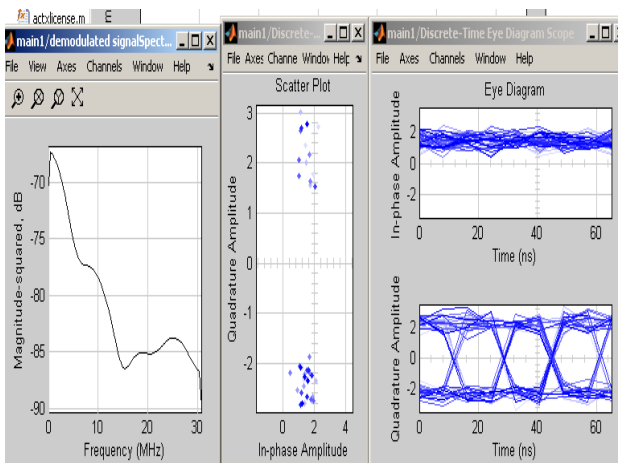 actxlicense.m
main1/demodulated signalSpect...
File View Axes Channels Window Help
Magnitude-squared, dB
-70
-75
-80
-85
-90
0 10 20 30
Frequency (MHz)
main1/Discrete-...
File Axes Channe Window Help
Scatter Plot
Quadrature Amplitude
3
2
1
0
-1
-2
0 2 4
In-phase Amplitude
main1/Discrete-Time Eye Diagram Scope
File Axes Channels Window Help
Eye Diagram
In-phase Amplitude
2
0
-2
0 20 40 60
Time (ns)
Quadrature Amplitude
2
0
-2
0 20 40 60
Time (ns)